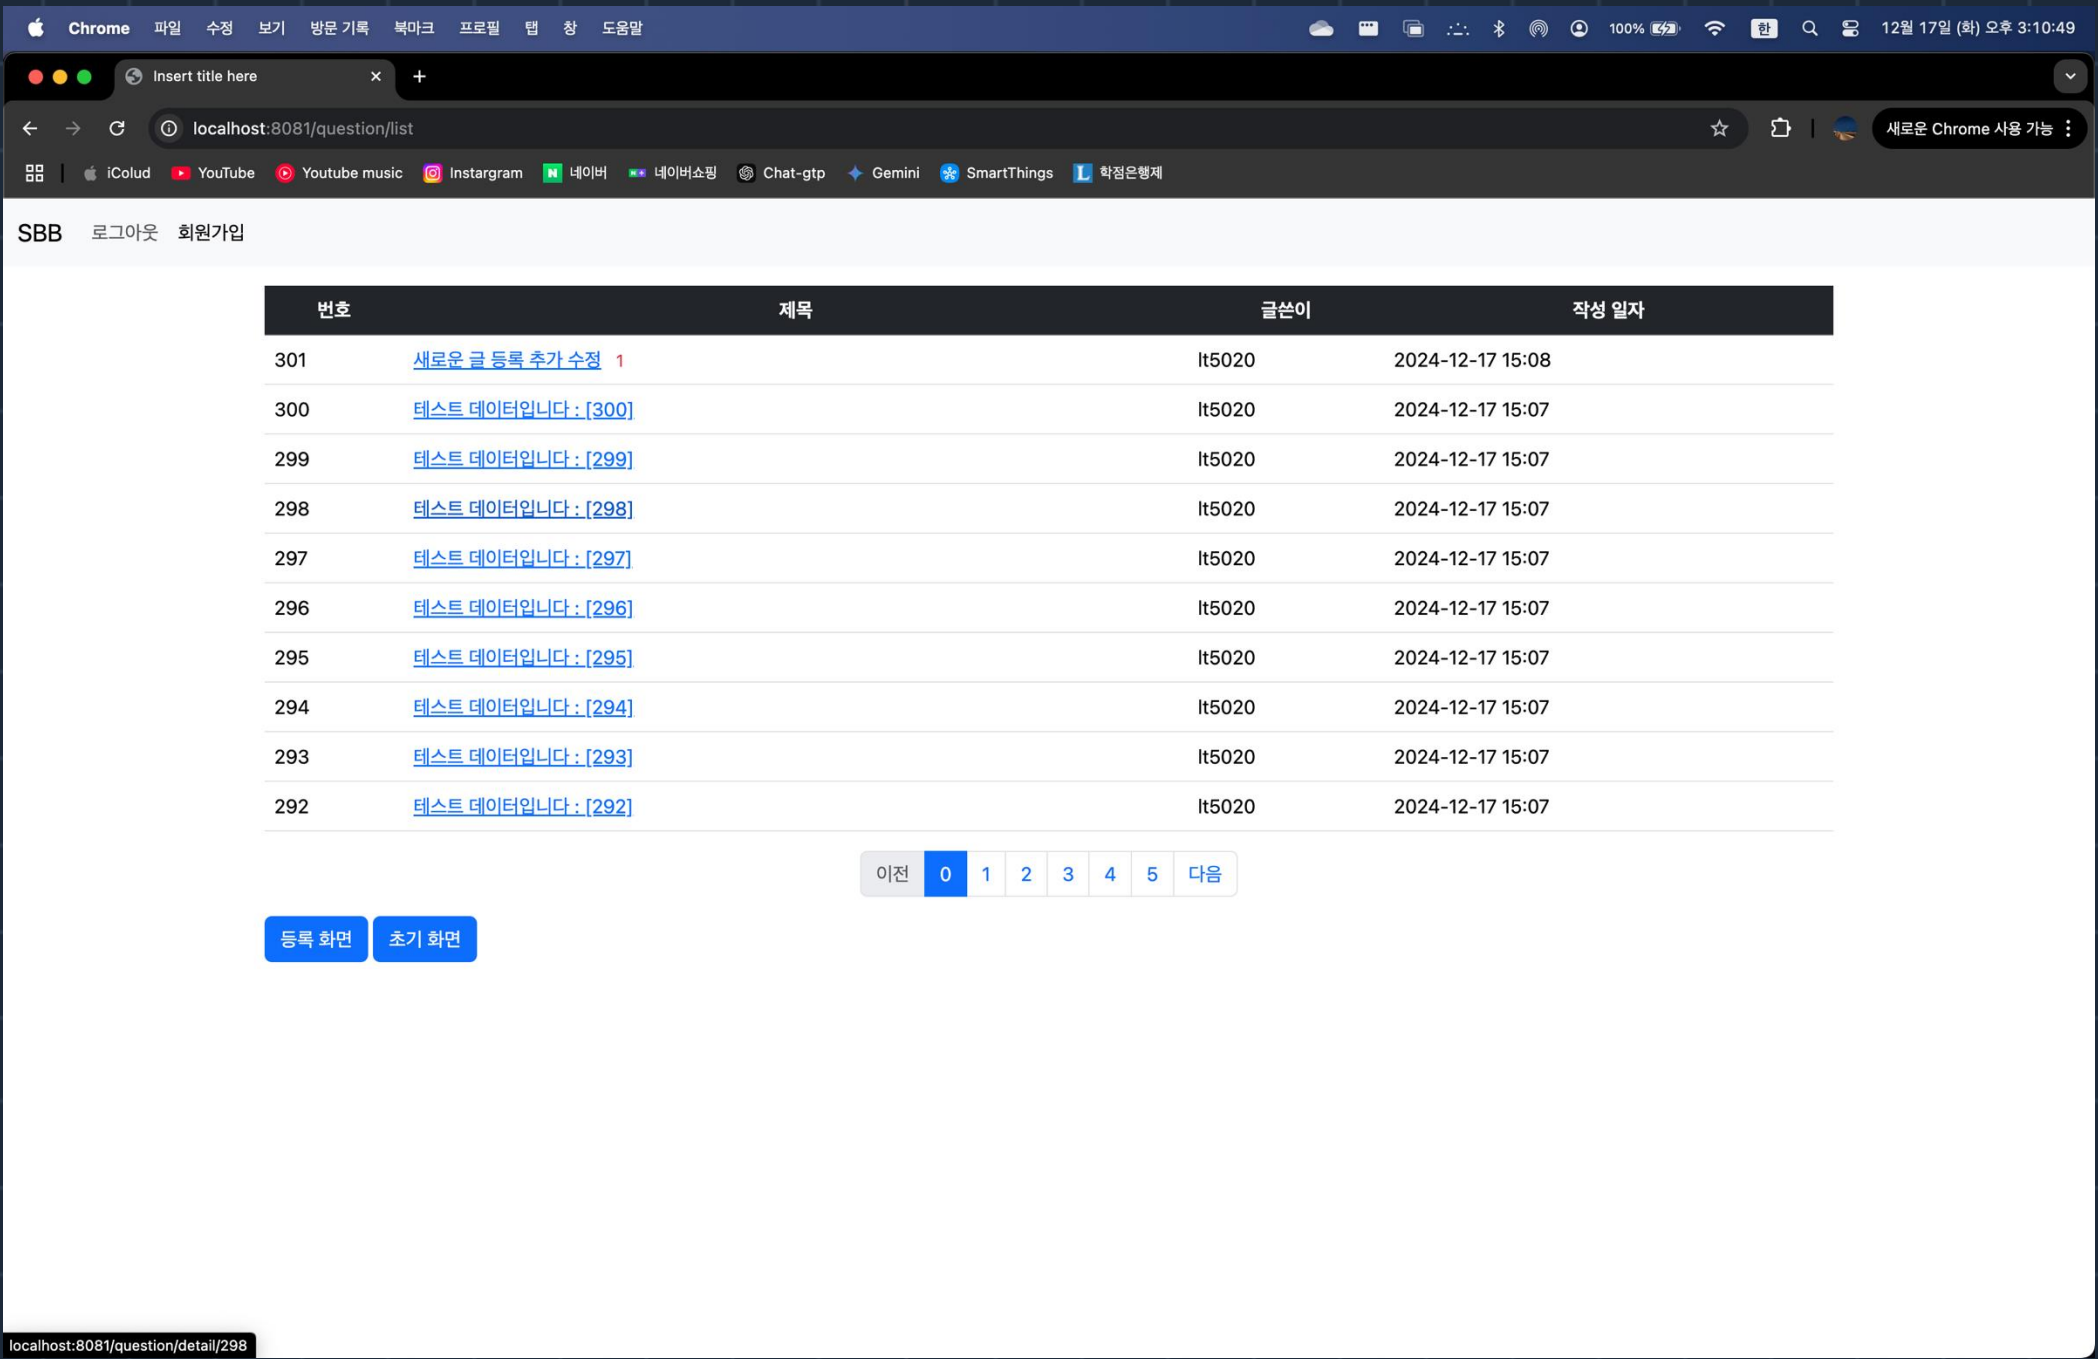 Chrome 파일 수정 보기 방문 기록 북마크 프로필 탭 창 도움말 100% 한 12월 17일 (화) 오후 3:10:49
Insert title here
localhost:8081/question/list 새로운 Chrome 사용 가능
iColud YouTube Youtube music Instargram 네이버 네이버쇼핑 Chat-gtp Gemini SmartThings 학점은행제
SBB 로그아웃 회원가입
번호 제목 글쓴이 작성 일자
301 새로운 글 등록 추가 수정 1 lt5020 2024-12-17 15:08
300 테스트 데이터입니다 : [300] lt5020 2024-12-17 15:07
299 테스트 데이터입니다 : [299] lt5020 2024-12-17 15:07
298 테스트 데이터입니다 : [298] lt5020 2024-12-17 15:07
297 테스트 데이터입니다 : [297] lt5020 2024-12-17 15:07
296 테스트 데이터입니다 : [296] lt5020 2024-12-17 15:07
295 테스트 데이터입니다 : [295] lt5020 2024-12-17 15:07
294 테스트 데이터입니다 : [294] lt5020 2024-12-17 15:07
293 테스트 데이터입니다 : [293] lt5020 2024-12-17 15:07
292 테스트 데이터입니다 : [292] lt5020 2024-12-17 15:07
이전 0 1 2 3 4 5 다음
등록 화면 초기 화면
localhost:8081/question/detail/298